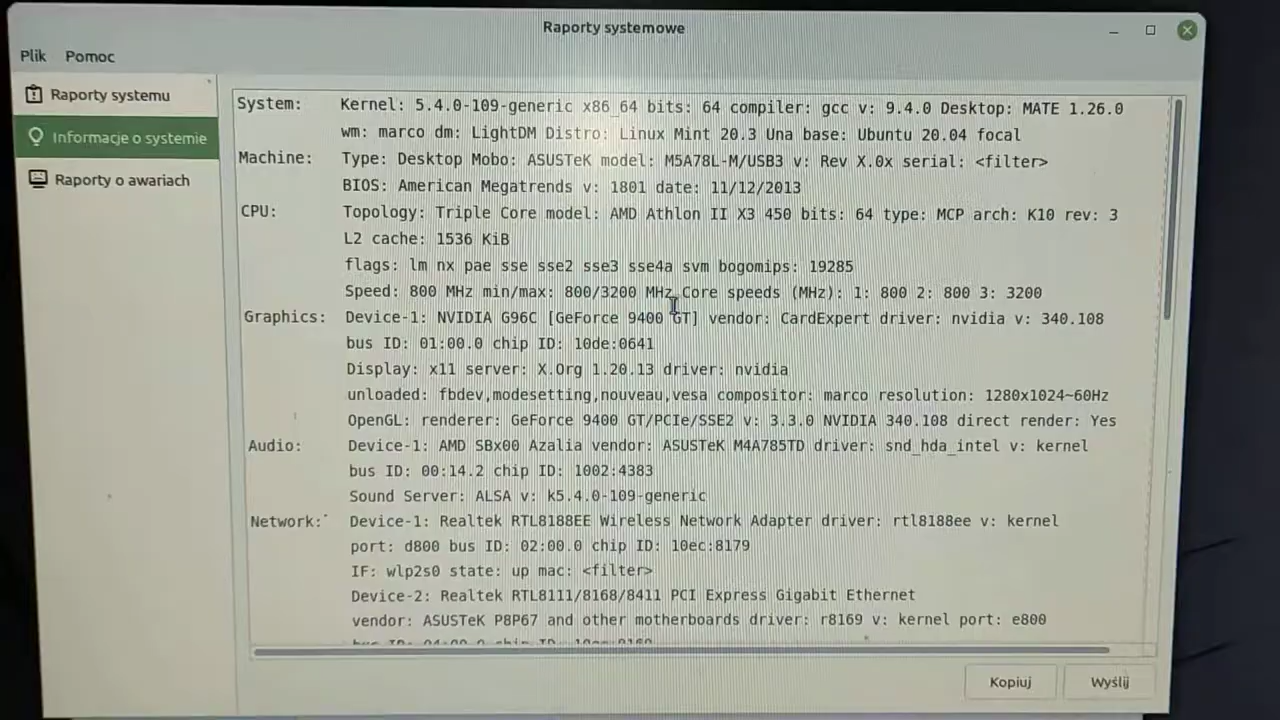 Raporty systemowe
Plik Pomoc
Raporty systemu
Informacje o systemie
Raporty o awariach
System: Kernel: 5.4.0-109-generic x86_64 bits: 64 compiler: gcc v: 9.4.0 Desktop: MATE 1.26.0
wm: marco dm: LightDM Distro: Linux Mint 20.3 Una base: Ubuntu 20.04 focal
Machine: Type: Desktop Mobo: ASUSTeK model: M5A78L-M/USB3 v: Rev X.0x serial: <filter>
BIOS: American Megatrends v: 1801 date: 11/12/2013
CPU: Topology: Triple Core model: AMD Athlon II X3 450 bits: 64 type: MCP arch: K10 rev: 3
L2 cache: 1536 KiB
flags: lm nx pae sse sse2 sse3 sse4a svm bogomips: 19285
Speed: 800 MHz min/max: 800/3200 MHz Core speeds (MHz): 1: 800 2: 800 3: 3200
Graphics: Device-1: NVIDIA G96C [GeForce 9400 GT] vendor: CardExpert driver: nvidia v: 340.108
bus ID: 01:00.0 chip ID: 10de:0641
Display: x11 server: X.Org 1.20.13 driver: nvidia
unloaded: fbdev,modesetting,nouveau,vesa compositor: marco resolution: 1280x1024~60Hz
OpenGL: renderer: GeForce 9400 GT/PCIe/SSE2 v: 3.3.0 NVIDIA 340.108 direct render: Yes
Audio: Device-1: AMD SBx00 Azalia vendor: ASUSTeK M4A785TD driver: snd_hda_intel v: kernel
bus ID: 00:14.2 chip ID: 1002:4383
Sound Server: ALSA v: k5.4.0-109-generic
Network: Device-1: Realtek RTL8188EE Wireless Network Adapter driver: rtl8188ee v: kernel
port: d800 bus ID: 02:00.0 chip ID: 10ec:8179
IF: wlp2s0 state: up mac: <filter>
Device-2: Realtek RTL8111/8168/8411 PCI Express Gigabit Ethernet
vendor: ASUSTeK P8P67 and other motherboards driver: r8169 v: kernel port: e800
Kopiuj Wyślij